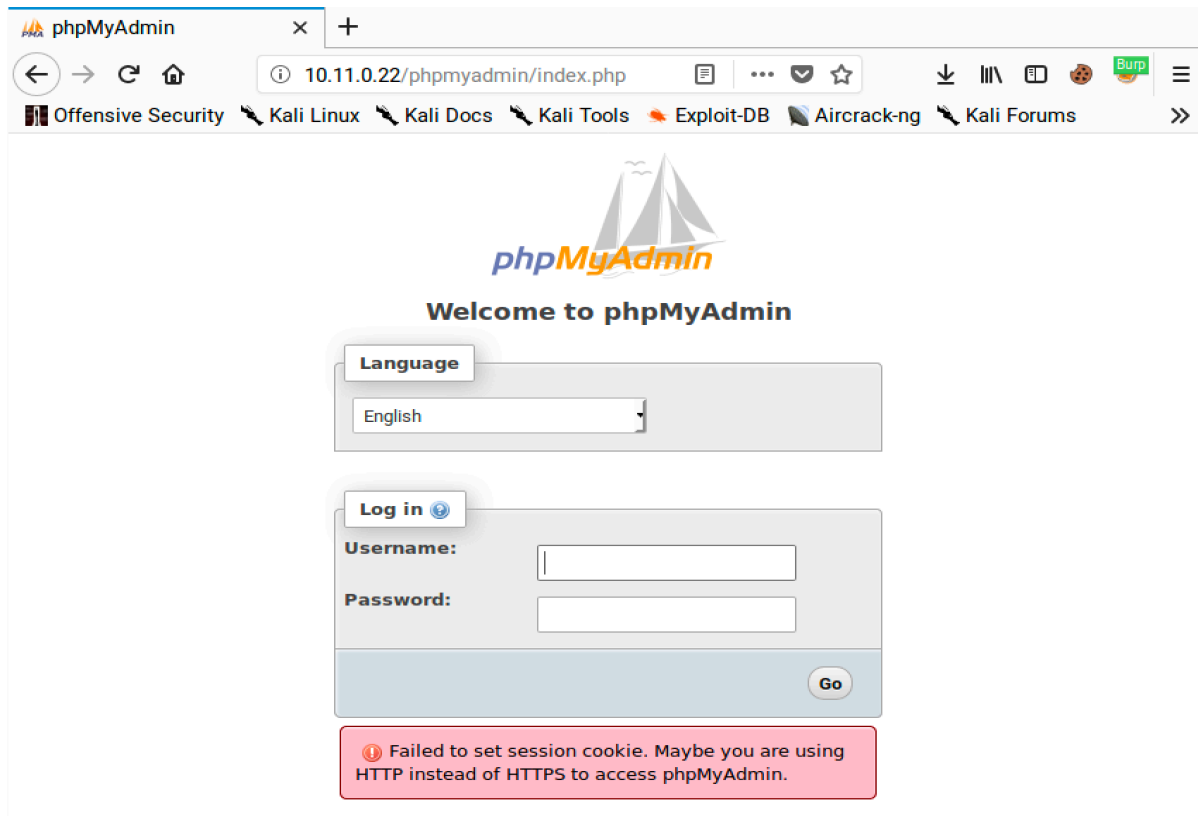 phpMyAdmin
10.11.0.22/phpmyadmin/index.php
Burp
Offensive Security Kali Linux Kali Docs Kali Tools Exploit-DB Aircrack-ng Kali Forums
phpMyAdmin
Welcome to phpMyAdmin
Language
English
Log in
Username:
Password:
Go
Failed to set session cookie. Maybe you are using
HTTP instead of HTTPS to access phpMyAdmin.